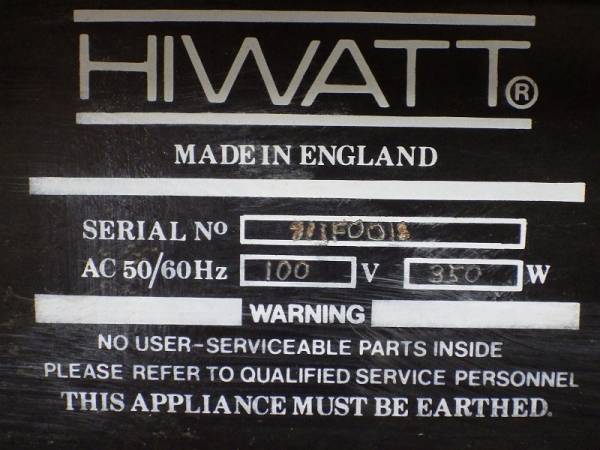 HIWATT®
MADE IN ENGLAND
SERIAL Nº
AC 50/60Hz 100 V 350 W
WARNING
NO USER-SERVICEABLE PARTS INSIDE
PLEASE REFER TO QUALIFIED SERVICE PERSONNEL
THIS APPLIANCE MUST BE EARTHED.